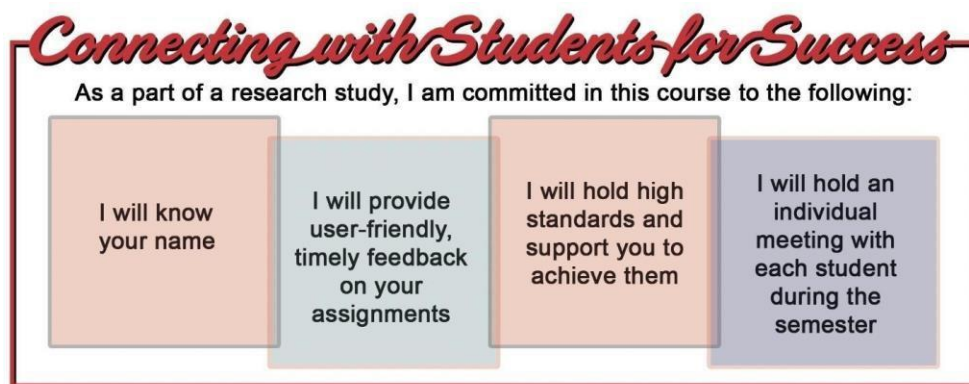 Connecting with Students for Success
As a part of a research study, I am committed in this course to the following:
I will know
your name
I will provide
user-friendly,
timely feedback
on your
assignments
I will hold high
standards and
support you to
achieve them
I will hold an
individual
meeting with
each student
during the
semester